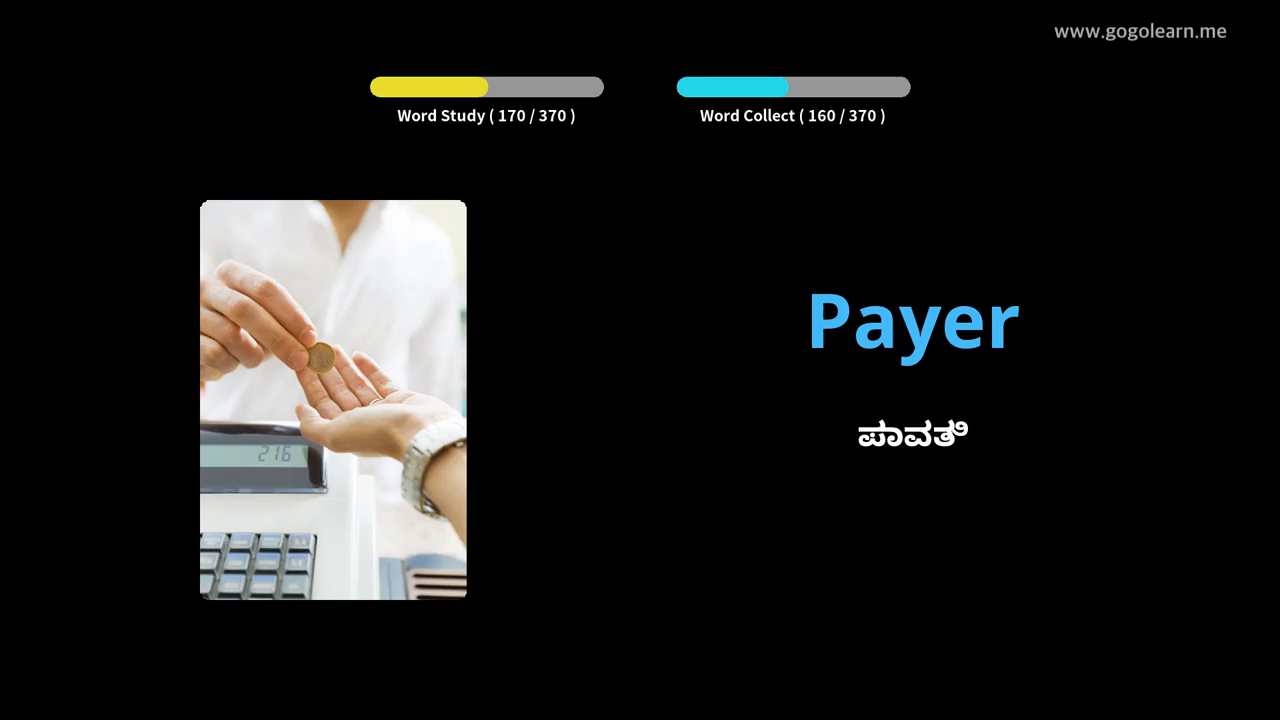 www.gogolearn.me
Word Study ( 170 / 370 )
Word Collect ( 160 / 370 )
216
Payer
ಪಾವತಿ